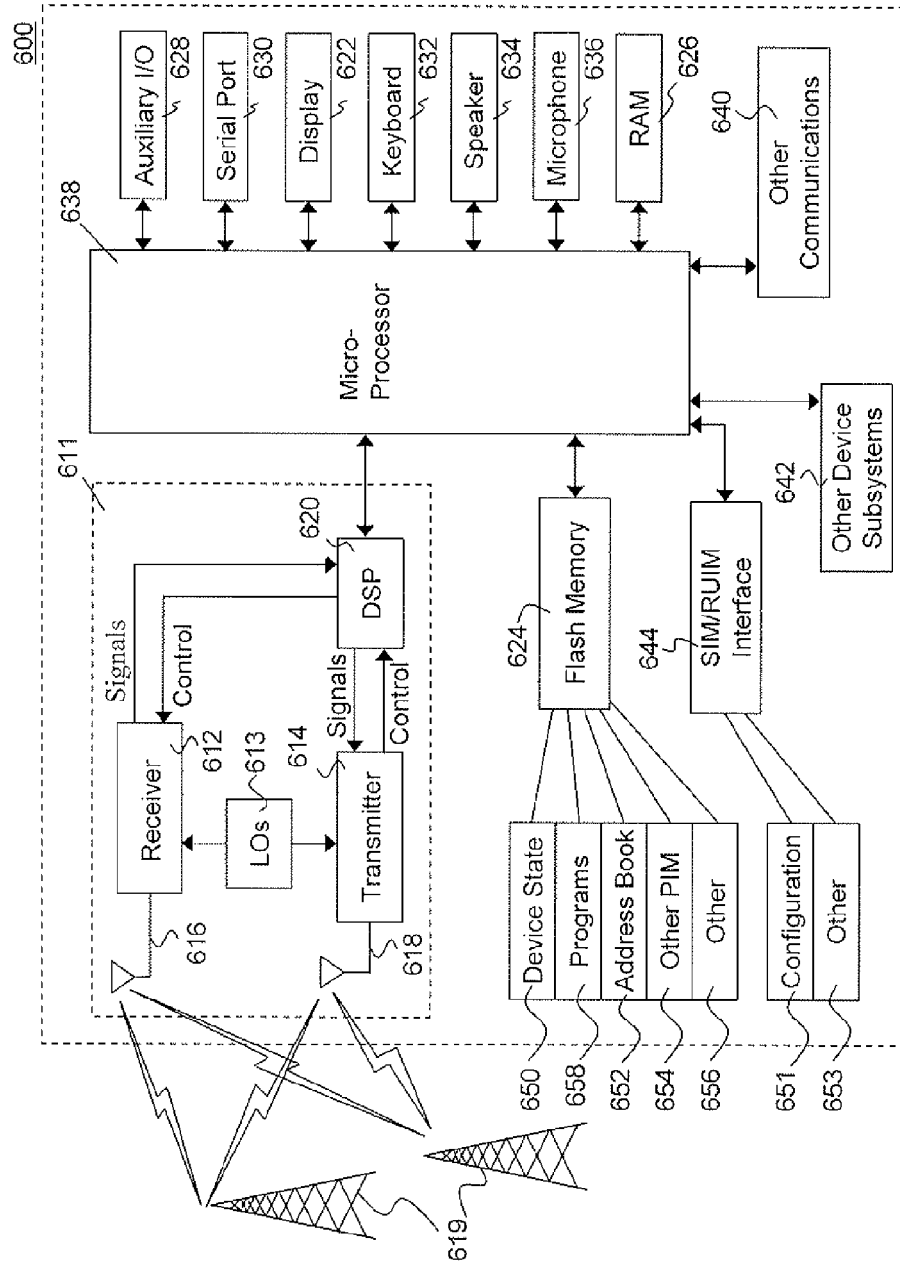 600
638
Auxiliary I/O
628
Serial Port
630
Display
622
Keyboard
632
Speaker
634
Microphone
636
RAM
626
Other
Communications
640
Micro-
Processor
611
Signals
Control
Receiver
612
LOs
613
614
Transmitter
Signals
Control
DSP
620
616
618
619
624
Flash Memory
Device State
Programs
Address Book
Other PIM
Other
650
658
652
654
656
644
SIM/RUIM
Interface
Configuration
Other
651
653
642
Other Device
Subsystems